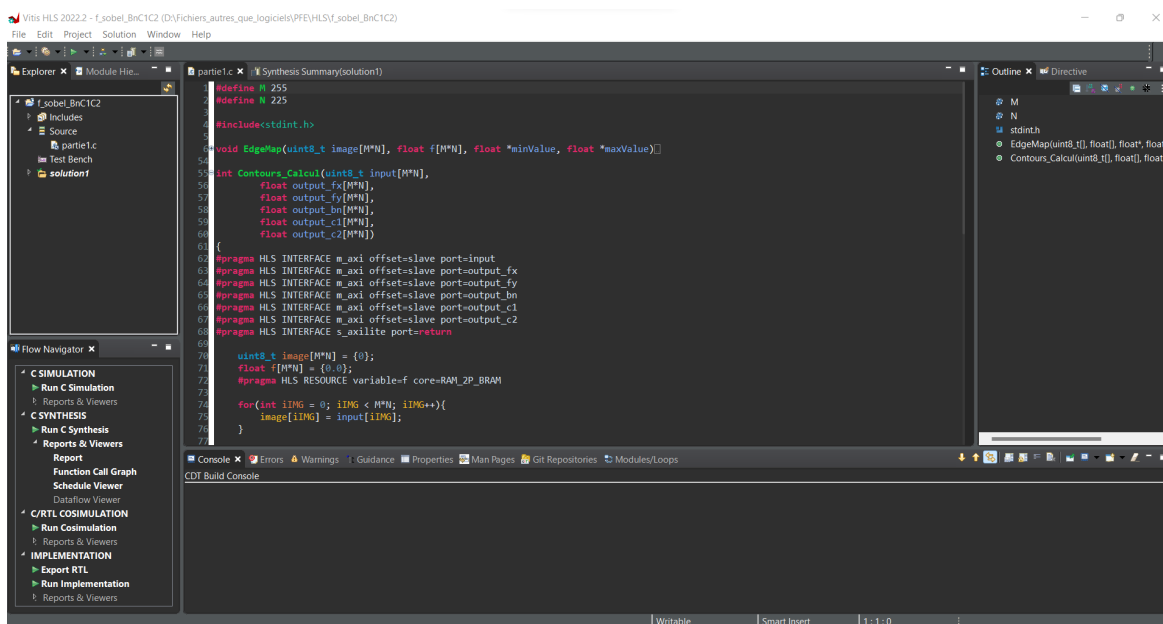 Vitis HLS 2022.2 - f_sobel_BnC1C2 (D:\Fichiers_autres_que_logiciels\PFE\HLS\f_sobel_BnC1C2)
File Edit Project Solution Window Help
Explorer Module Hie...
f_sobel_BnC1C2
Includes
Source
partie1.c
Test Bench
solution1
partie1.c Synthesis Summary(solution1)
1 #define M 255
2 #define N 225
3
4 #include<stdint.h>
5
6 void EdgeMap(uint8_t image[M*N], float f[M*N], float *minValue, float *maxValue)
54
55 int Contours_Calcul(uint8_t input[M*N],
56 float output_fx[M*N],
57 float output_fy[M*N],
58 float output_bn[M*N],
59 float output_c1[M*N],
60 float output_c2[M*N])
61 {
62 #pragma HLS INTERFACE m_axi offset=slave port=input
63 #pragma HLS INTERFACE m_axi offset=slave port=output_fx
64 #pragma HLS INTERFACE m_axi offset=slave port=output_fy
65 #pragma HLS INTERFACE m_axi offset=slave port=output_bn
66 #pragma HLS INTERFACE m_axi offset=slave port=output_c1
67 #pragma HLS INTERFACE m_axi offset=slave port=output_c2
68 #pragma HLS INTERFACE s_axilite port=return
69
70 uint8_t image[M*N] = {0};
71 float f[M*N] = {0.0};
72 #pragma HLS RESOURCE variable=f core=RAM_2P_BRAM
73
74 for(int iIMG = 0; iIMG < M*N; iIMG++){
75 image[iIMG] = input[iIMG];
76 }
77
Outline Directive
M
N
stdint.h
EdgeMap(uint8_t[], float[], float*, float
Contours_Calcul(uint8_t[], float[], float
Flow Navigator
C SIMULATION
Run C Simulation
Reports & Viewers
C SYNTHESIS
Run C Synthesis
Reports & Viewers
Report
Function Call Graph
Schedule Viewer
Dataflow Viewer
C/RTL COSIMULATION
Run Cosimulation
Reports & Viewers
IMPLEMENTATION
Export RTL
Run Implementation
Reports & Viewers
Console Errors Warnings Guidance Properties Man Pages Git Repositories Modules/Loops
CDT Build Console
Writable Smart Insert 1 : 1 : 0